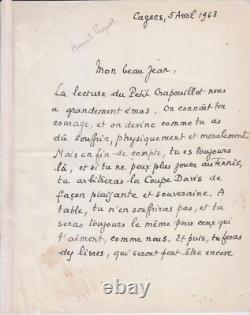 Cagnes, 5 Avril 1968
Marcel Pagnol
Mon beau Jean,
La lecture du Petit Crapouillot nous
a grandement émus. On connaît ton
courage, et on devine comme tu as
dû souffrir, physiquement et moralement.
Mais en fin de compte, tu es toujours
là, et si tu ne peux plus jouer au tennis,
tu arbitreras la Coupe Davis de
façon plaisante et souveraine. A
table, tu n'en souffriras pas, et tu
seras toujours le même pour ceux qui
t'aiment, comme nous. Et puis, tu feras
des livres, qui seront peut être encore
© 123RTM.COM